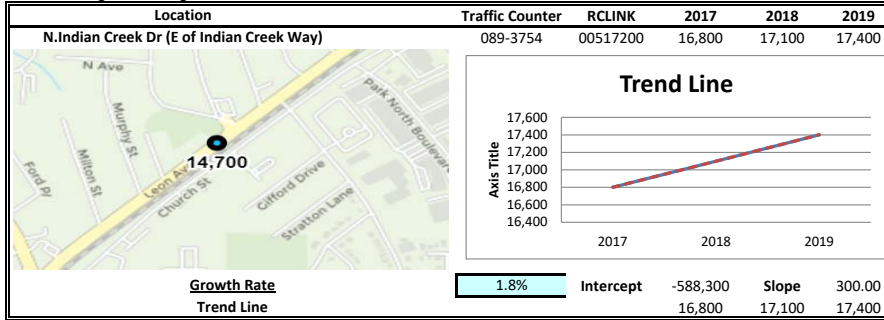 Location Traffic Counter RCLINK 2017 2018 2019
N.Indian Creek Dr (E of Indian Creek Way) 089-3754 00517200 16,800 17,100 17,400
N Ave
Murphy St
Milton St
Ford Pl
14,700
Leon Ave
Church St
Gifford Drive
Stratton Lane
Park North Boulevard
Trend Line
Axis Title
17,600
17,400
17,200
17,000
16,800
16,600
16,400
2017 2018 2019
Growth Rate 1.8% Intercept -588,300 Slope 300.00
Trend Line 16,800 17,100 17,400